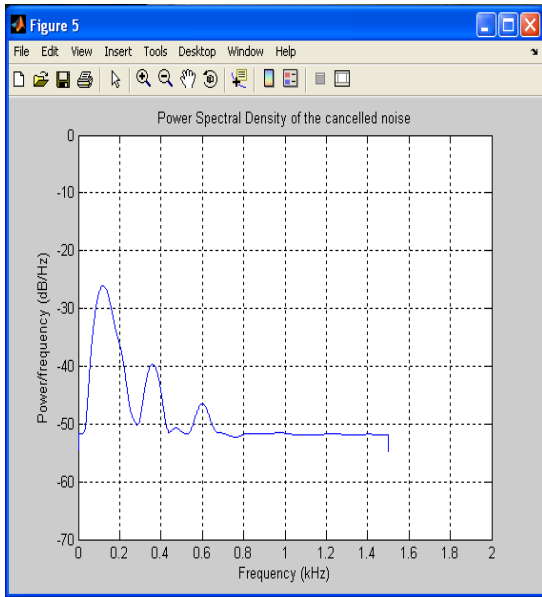 Figure 5
File Edit View Insert Tools Desktop Window Help
Power Spectral Density of the cancelled noise
0
-10
-20
-30
-40
-50
-60
-70
Power/frequency (dB/Hz)
0 0.2 0.4 0.6 0.8 1 1.2 1.4 1.6 1.8 2
Frequency (kHz)